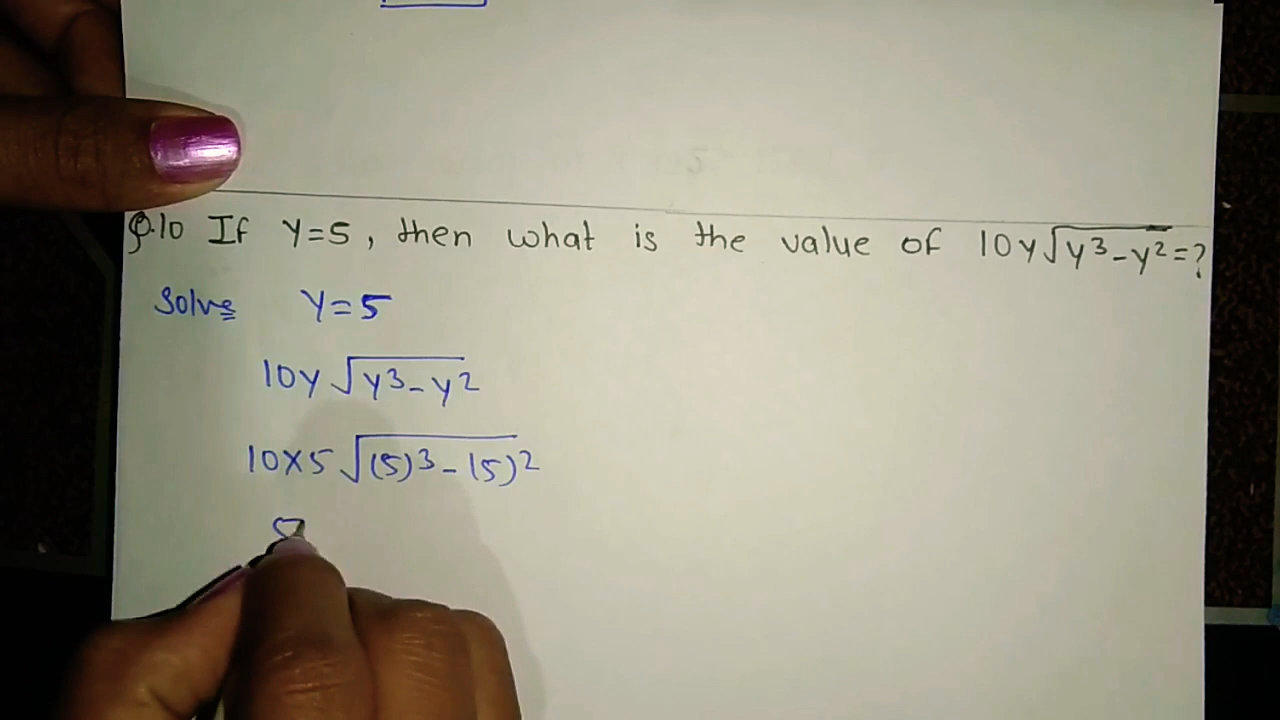 Q.10 If y=5, then what is the value of 10y√y³-y²=?
Solve y=5
10y√y³-y²
10×5√(5)³-(5)²